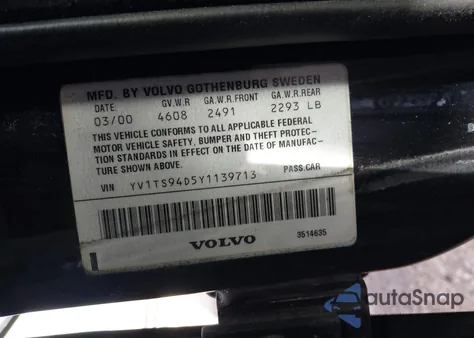 MFD. BY VOLVO GOTHENBURG SWEDEN
DATE: GV.W.R GA.W.R.FRONT GA.W.R.REAR
03/00 4608 2491 2293 LB
THIS VEHICLE CONFORMS TO ALL APPLICABLE FEDERAL
MOTOR VEHICLE SAFETY, BUMPER AND THEFT PROTEC-
TION STANDARDS IN EFFECT ON THE DATE OF MANUFAC-
TURE SHOWN ABOVE.
PASS.CAR
VIN YV1TS94D5Y1139713
VOLVO 3514635
autoSnap